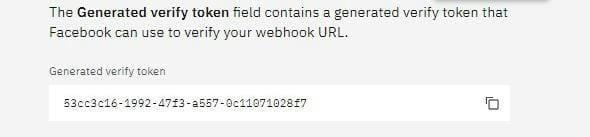 The Generated verify token field contains a generated verify token that
Facebook can use to verify your webhook URL.
Generated verify token
53cc3c16-1992-47f3-a557-0c11071028f7